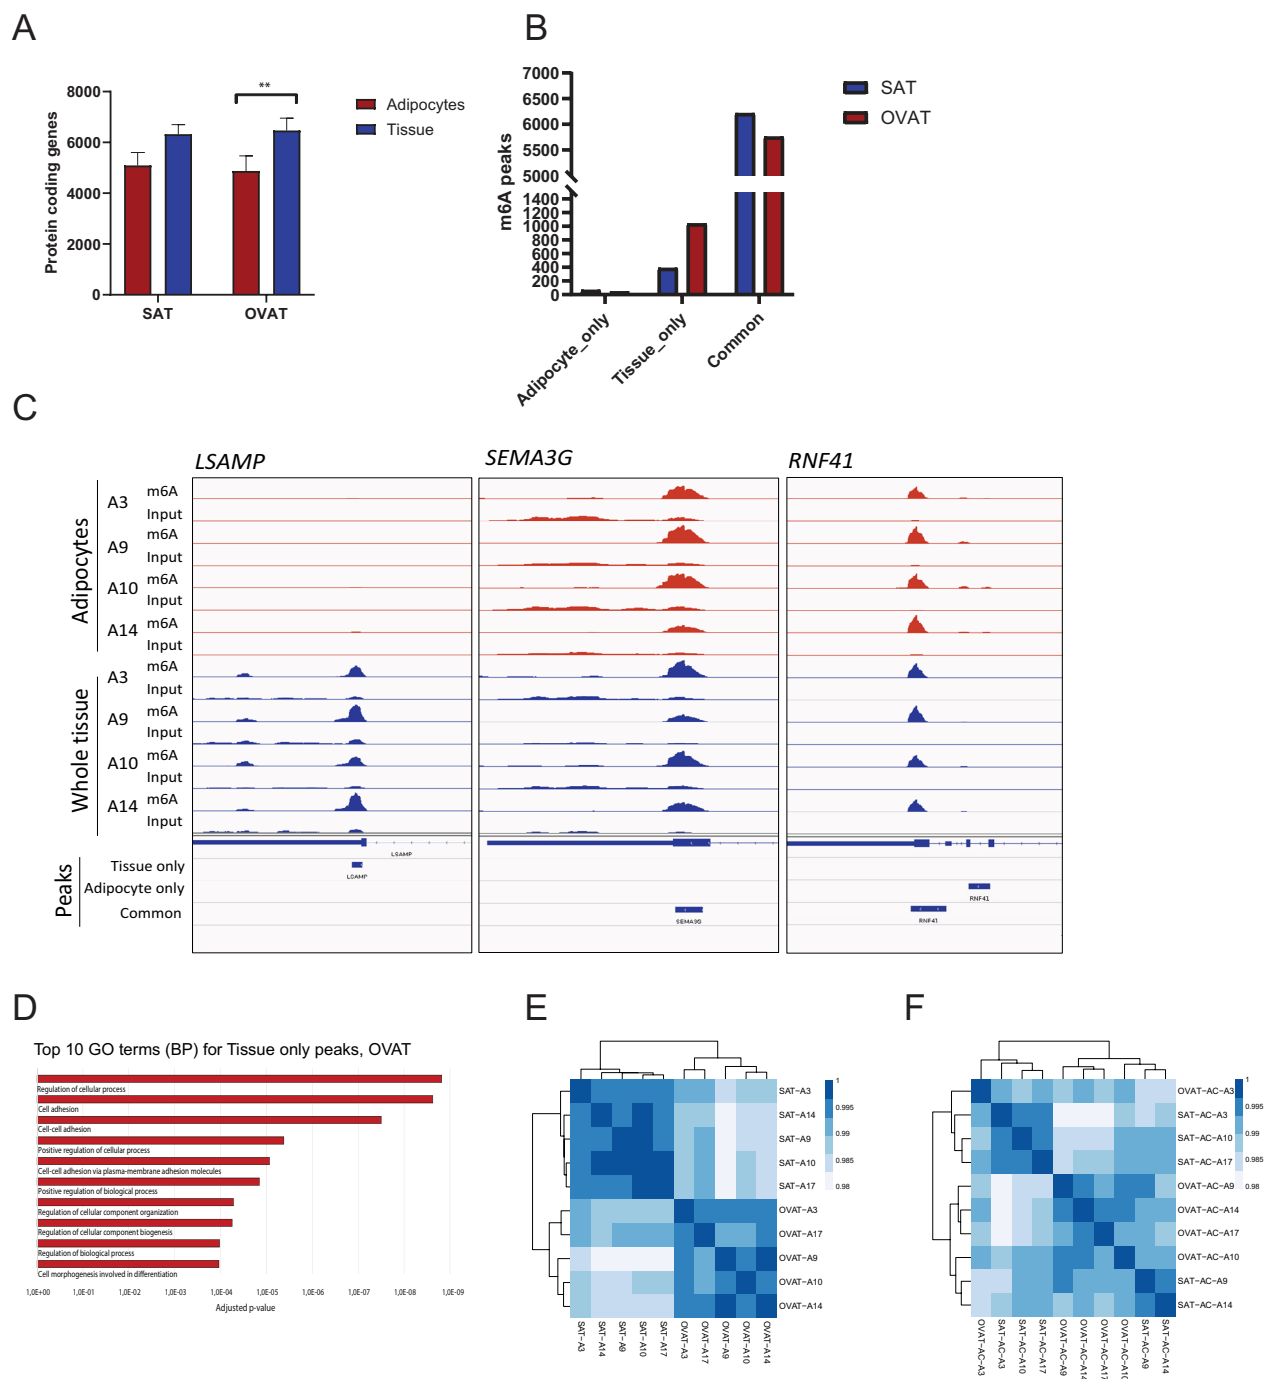 A
B
8000
6000
4000
2000
0
Protein coding genes
**
SAT
OVAT
Adipocytes
Tissue
7000
6500
6000
5500
5000
1400
1200
1000
800
600
400
200
0
m6A peaks
Adipocyte_only
Tissue_only
Common
SAT
OVAT
C
LSAMP
SEMA3G
RNF41
Adipocytes
A3
m6A
Input
A9
m6A
Input
A10
m6A
Input
A14
m6A
Input
Whole tissue
A3
m6A
Input
A9
m6A
Input
A10
m6A
Input
A14
m6A
Input
LSAMP
Peaks
Tissue only
LSAMP
Adipocyte only
RNF41
Common
SEMA3G
RNF41
D
Top 10 GO terms (BP) for Tissue only peaks, OVAT
Regulation of cellular process
Cell adhesion
Cell-cell adhesion
Positive regulation of cellular process
Cell-cell adhesion via plasma-membrane adhesion molecules
Positive regulation of biological process
Regulation of cellular component organization
Regulation of cellular component biogenesis
Regulation of biological process
Cell morphogenesis involved in differentiation
1,0E+00 1,0E-01 1,0E-02 1,0E-03 1,0E-04 1,0E-05 1,0E-06 1,0E-07 1,0E-08 1,0E-09
Adjusted p-value
E
SAT-A3
SAT-A14
SAT-A9
SAT-A10
SAT-A17
OVAT-A3
OVAT-A17
OVAT-A9
OVAT-A10
OVAT-A14
1
0.995
0.99
0.985
0.98
SAT-A3
SAT-A14
SAT-A9
SAT-A10
SAT-A17
OVAT-A3
OVAT-A17
OVAT-A9
OVAT-A10
OVAT-A14
F
OVAT-AC-A3
SAT-AC-A3
SAT-AC-A10
SAT-AC-A17
OVAT-AC-A9
OVAT-AC-A14
OVAT-AC-A17
OVAT-AC-A10
SAT-AC-A9
SAT-AC-A14
1
0.995
0.99
0.985
0.98
OVAT-AC-A3
SAT-AC-A3
SAT-AC-A10
SAT-AC-A17
OVAT-AC-A9
OVAT-AC-A14
OVAT-AC-A17
OVAT-AC-A10
SAT-AC-A9
SAT-AC-A14